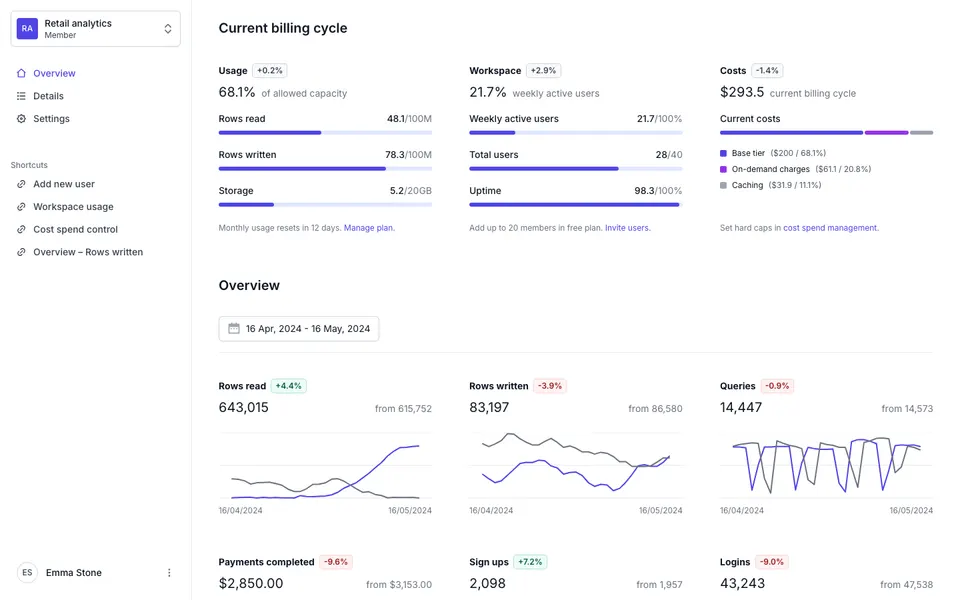 RA
Retail analytics
Member
Overview
Details
Settings
Shortcuts
Add new user
Workspace usage
Cost spend control
Overview – Rows written
ES
Emma Stone
Current billing cycle
Usage +0.2%
68.1% of allowed capacity
Rows read 48.1/100M
Rows written 78.3/100M
Storage 5.2/20GB
Monthly usage resets in 12 days. Manage plan.
Workspace +2.9%
21.7% weekly active users
Weekly active users 21.7/100%
Total users 28/40
Uptime 98.3/100%
Add up to 20 members in free plan. Invite users.
Costs -1.4%
$293.5 current billing cycle
Current costs
Base tier ($200 / 68.1%)
On-demand charges ($61.1 / 20.8%)
Caching ($31.9 / 11.1%)
Set hard caps in cost spend management.
Overview
16 Apr, 2024 - 16 May, 2024
Rows read +4.4%
643,015 from 615,752
16/04/2024 16/05/2024
Rows written -3.9%
83,197 from 86,580
16/04/2024 16/05/2024
Queries -0.9%
14,447 from 14,573
16/04/2024 16/05/2024
Payments completed -9.6%
$2,850.00 from $3,153.00
Sign ups +7.2%
2,098 from 1,957
Logins -9.0%
43,243 from 47,538